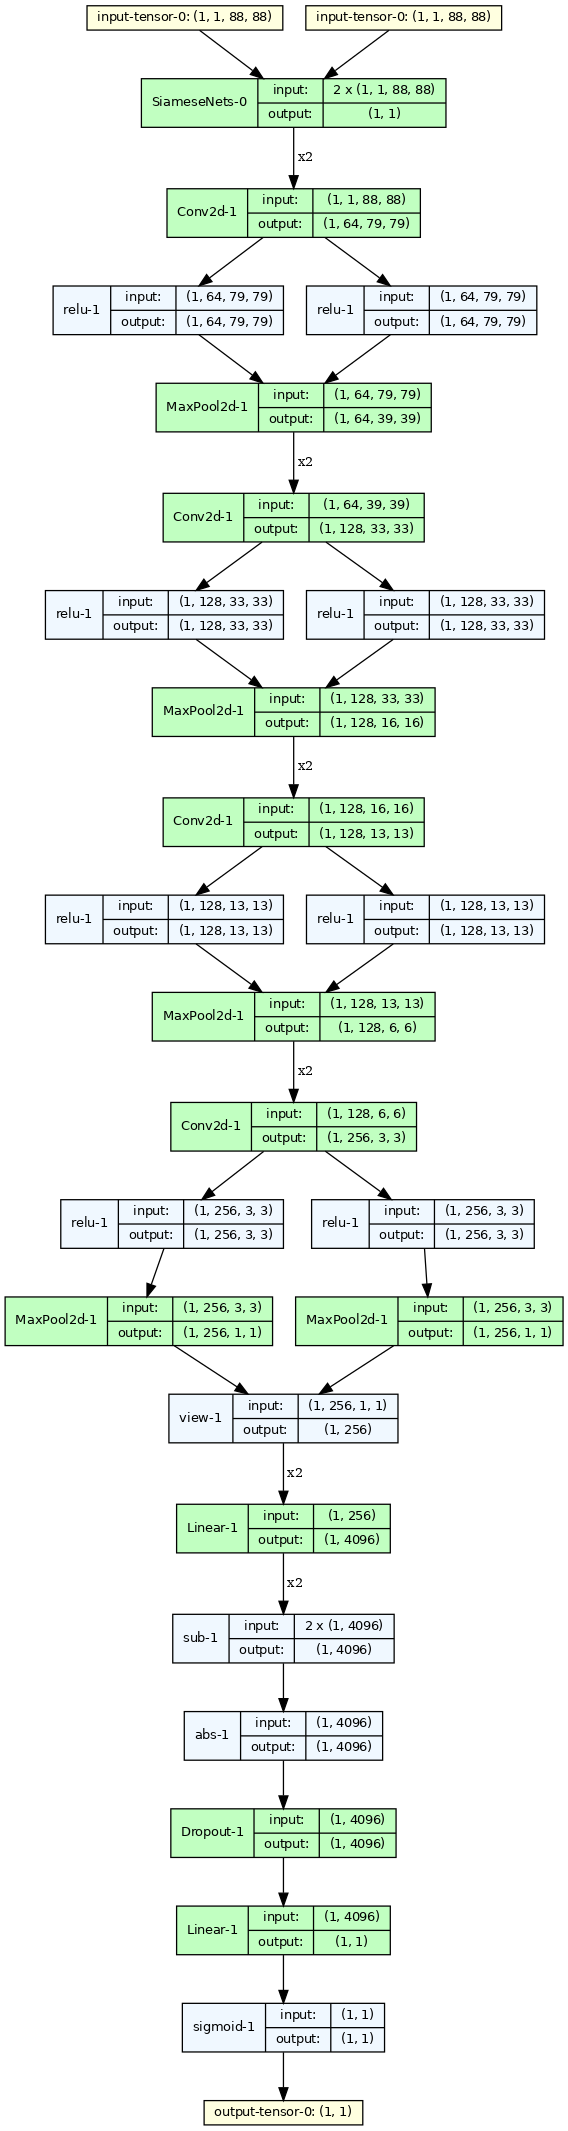 input-tensor-0: (1, 1, 88, 88) input-tensor-0: (1, 1, 88, 88)
SiameseNets-0 input: 2 x (1, 1, 88, 88)
output: (1, 1)
x2
Conv2d-1 input: (1, 1, 88, 88)
output: (1, 64, 79, 79)
relu-1 input: (1, 64, 79, 79) relu-1 input: (1, 64, 79, 79)
output: (1, 64, 79, 79) output: (1, 64, 79, 79)
MaxPool2d-1 input: (1, 64, 79, 79)
output: (1, 64, 39, 39)
x2
Conv2d-1 input: (1, 64, 39, 39)
output: (1, 128, 33, 33)
relu-1 input: (1, 128, 33, 33) relu-1 input: (1, 128, 33, 33)
output: (1, 128, 33, 33) output: (1, 128, 33, 33)
MaxPool2d-1 input: (1, 128, 33, 33)
output: (1, 128, 16, 16)
x2
Conv2d-1 input: (1, 128, 16, 16)
output: (1, 128, 13, 13)
relu-1 input: (1, 128, 13, 13) relu-1 input: (1, 128, 13, 13)
output: (1, 128, 13, 13) output: (1, 128, 13, 13)
MaxPool2d-1 input: (1, 128, 13, 13)
output: (1, 128, 6, 6)
x2
Conv2d-1 input: (1, 128, 6, 6)
output: (1, 256, 3, 3)
relu-1 input: (1, 256, 3, 3) relu-1 input: (1, 256, 3, 3)
output: (1, 256, 3, 3) output: (1, 256, 3, 3)
MaxPool2d-1 input: (1, 256, 3, 3) MaxPool2d-1 input: (1, 256, 3, 3)
output: (1, 256, 1, 1) output: (1, 256, 1, 1)
view-1 input: (1, 256, 1, 1)
output: (1, 256)
x2
Linear-1 input: (1, 256)
output: (1, 4096)
x2
sub-1 input: 2 x (1, 4096)
output: (1, 4096)
abs-1 input: (1, 4096)
output: (1, 4096)
Dropout-1 input: (1, 4096)
output: (1, 4096)
Linear-1 input: (1, 4096)
output: (1, 1)
sigmoid-1 input: (1, 1)
output: (1, 1)
output-tensor-0: (1, 1)